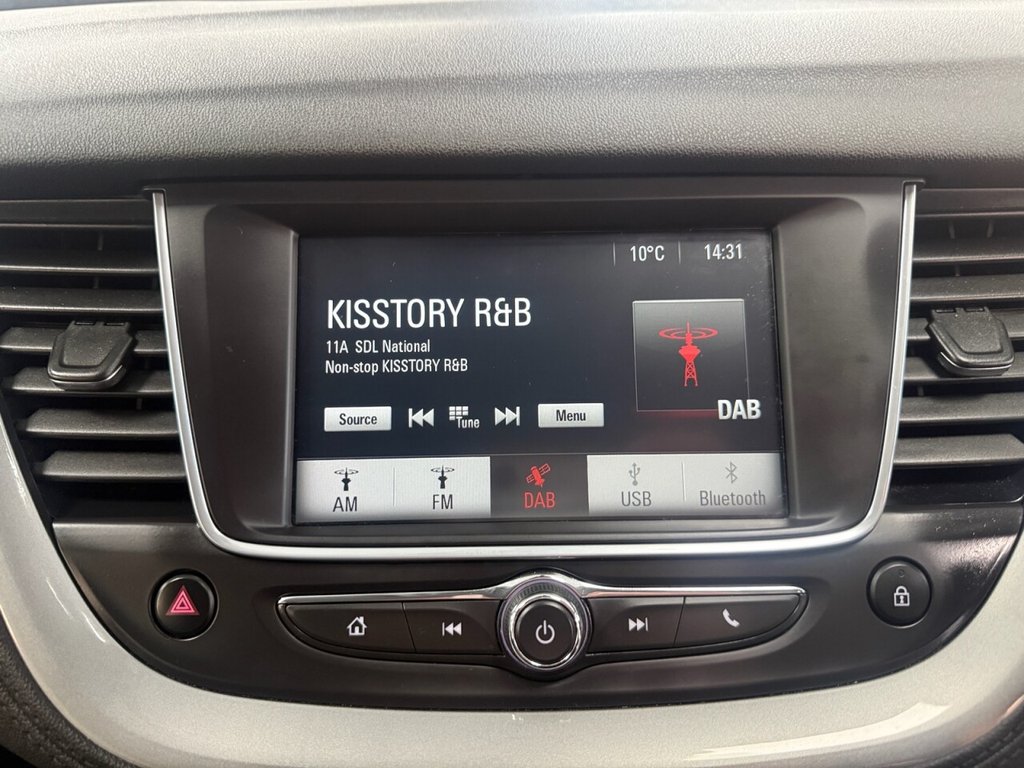 10°C 14:31
KISSTORY R&B
11A SDL National
Non-stop KISSTORY R&B
Source Tune Menu
DAB
AM FM DAB USB Bluetooth